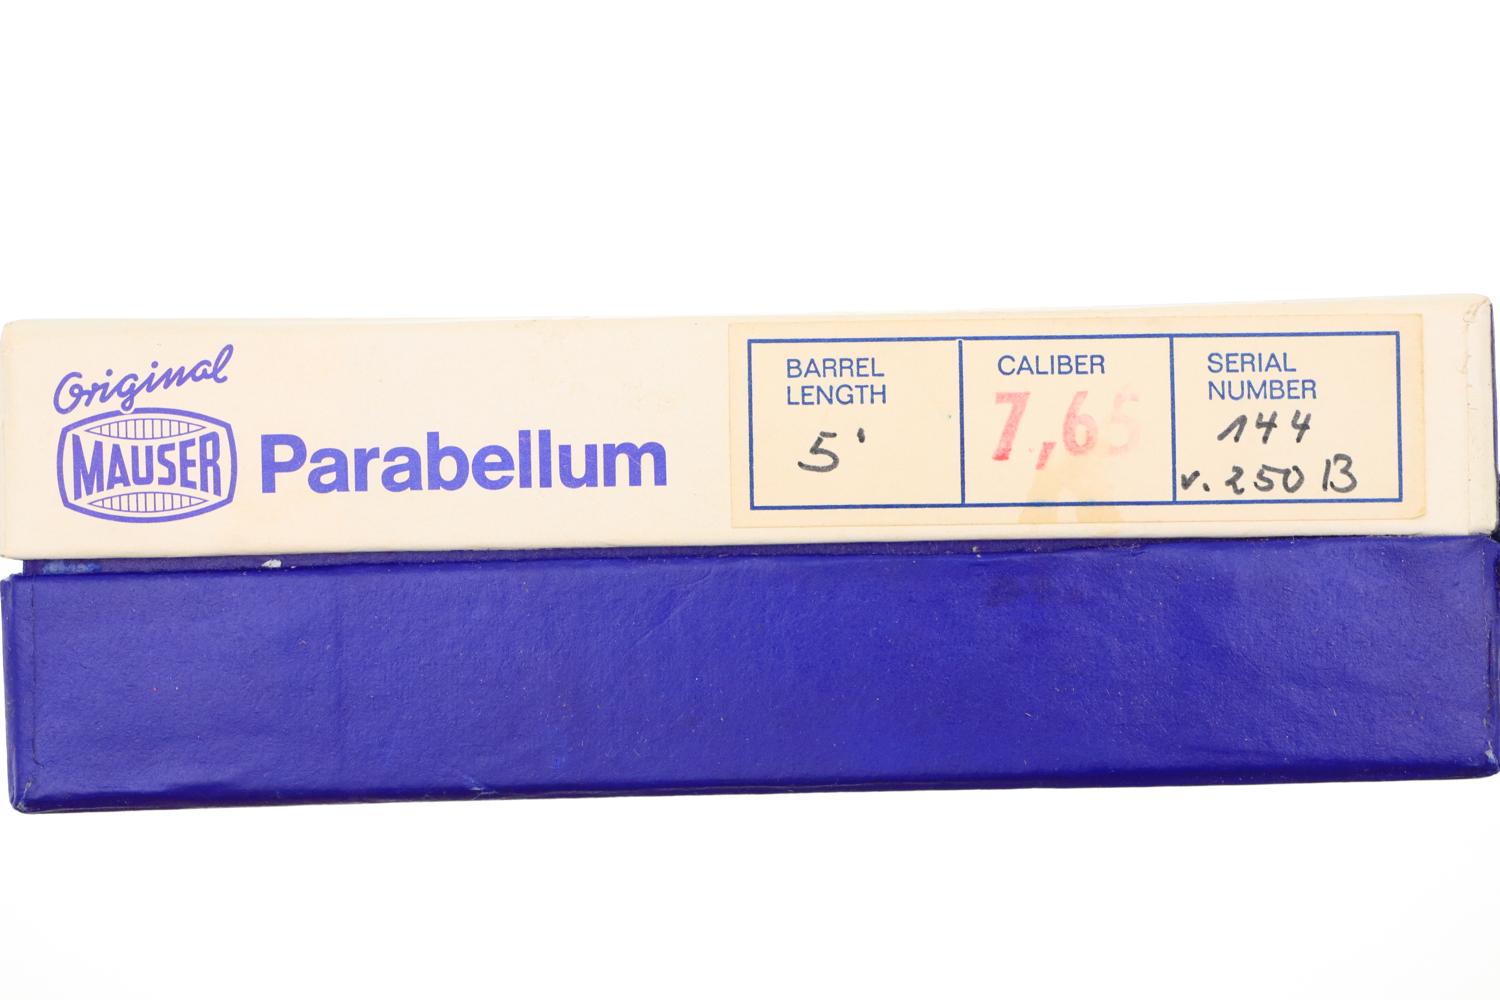 Original
MAUSER
Parabellum
BARREL
LENGTH
5'
CALIBER
7,65
SERIAL
NUMBER
144
v. 250 B